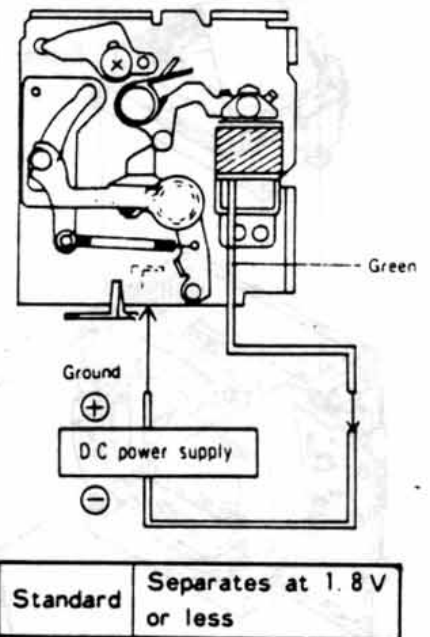 Green
Ground
+
DC power supply
−
Standard
Separates at 1.8V
or less